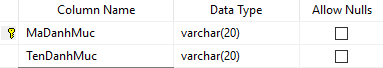 Column Name Data Type Allow Nulls
MaDanhMuc varchar(20)
TenDanhMuc varchar(20)